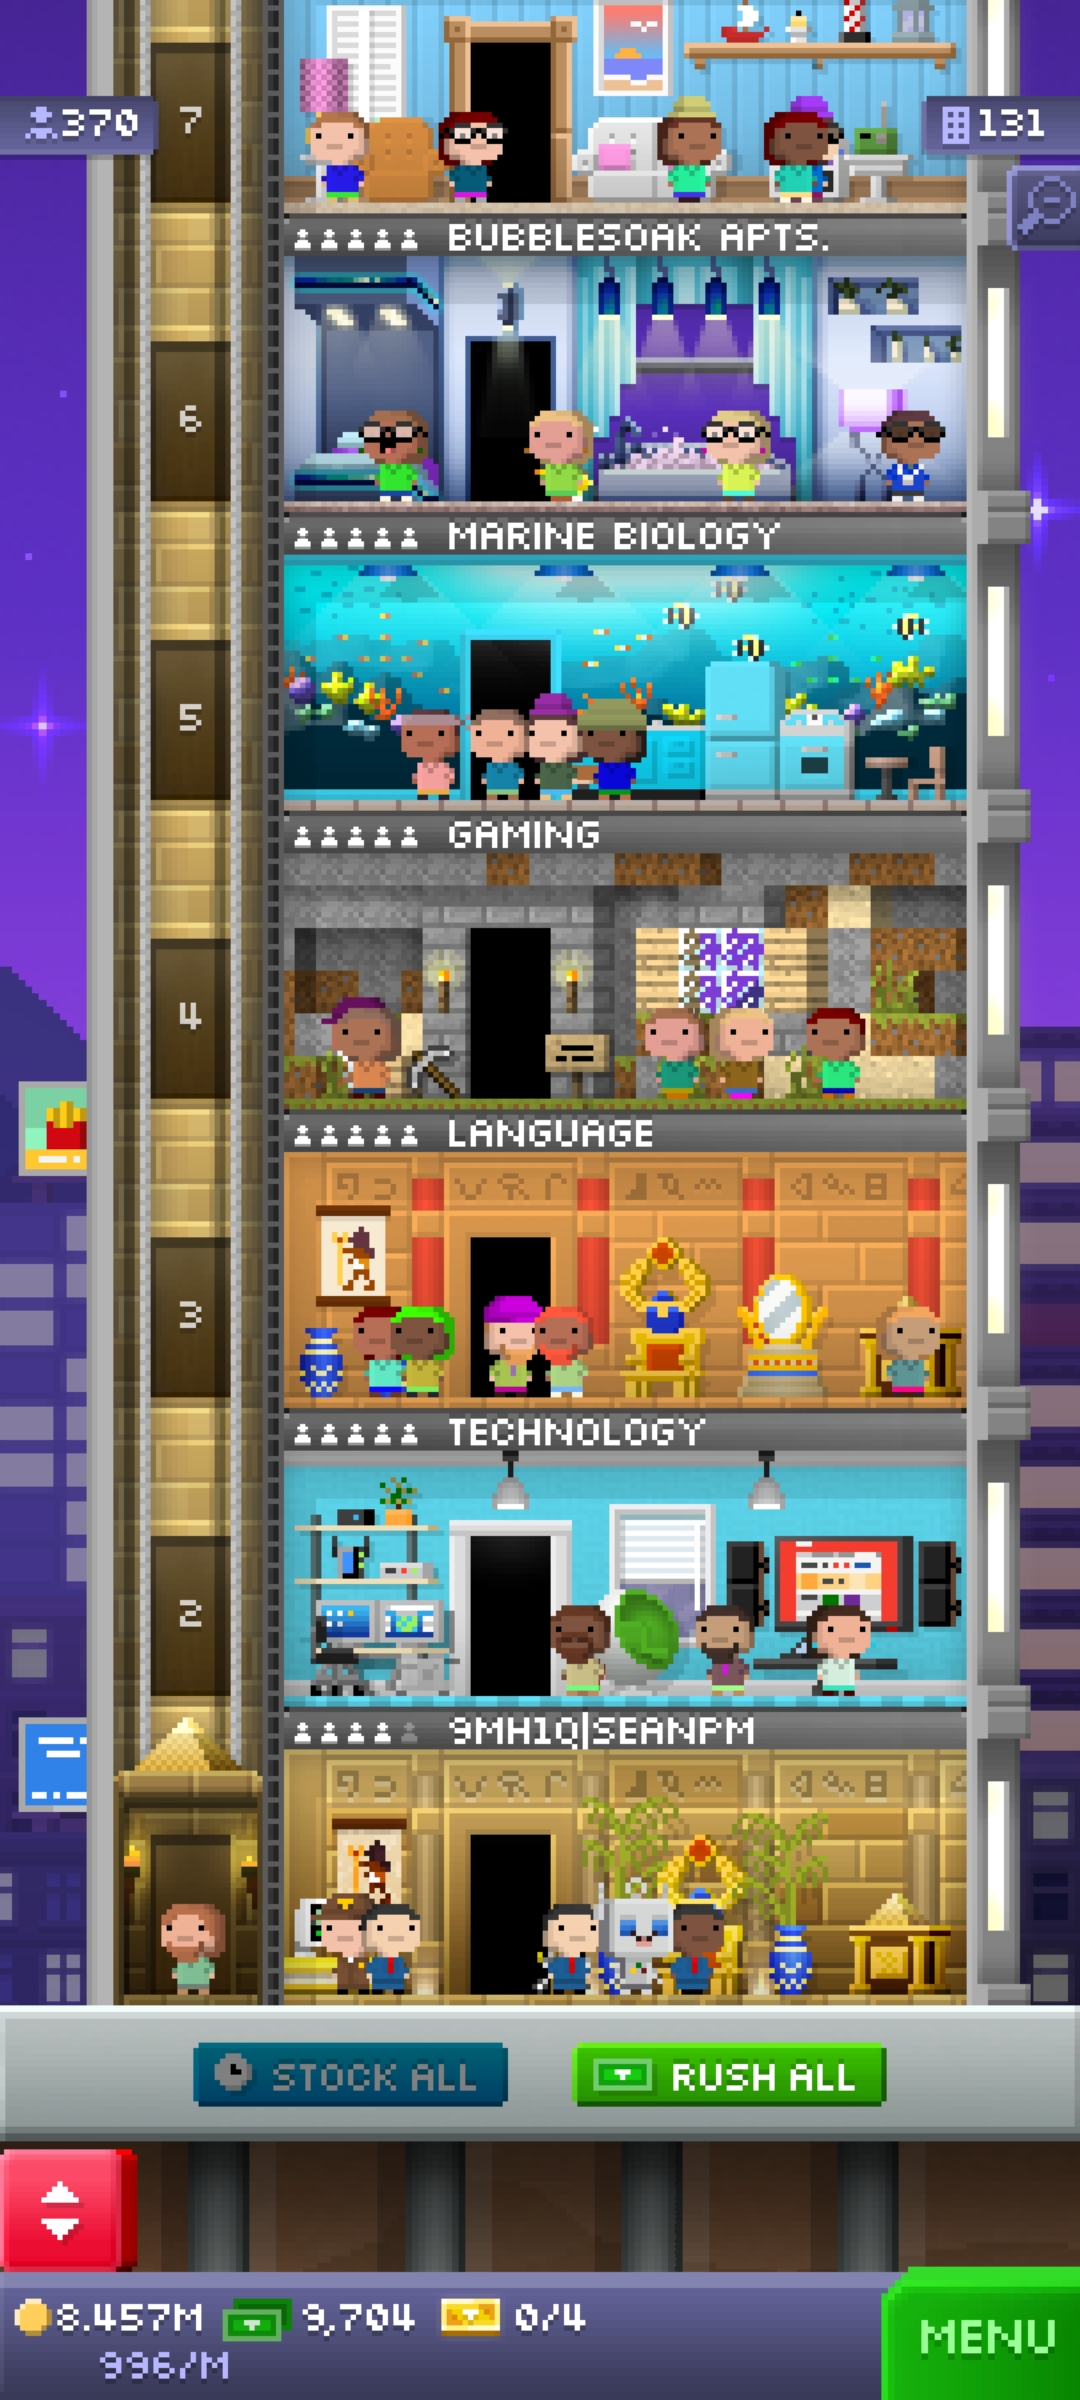 370
7
131
BUBBLESOAK APTS.
6
MARINE BIOLOGY
5
GAMING
4
LANGUAGE
3
TECHNOLOGY
2
9MH1Q|SEANPM
STOCK ALL
RUSH ALL
8.457M
9,704
0/4
996/M
MENU